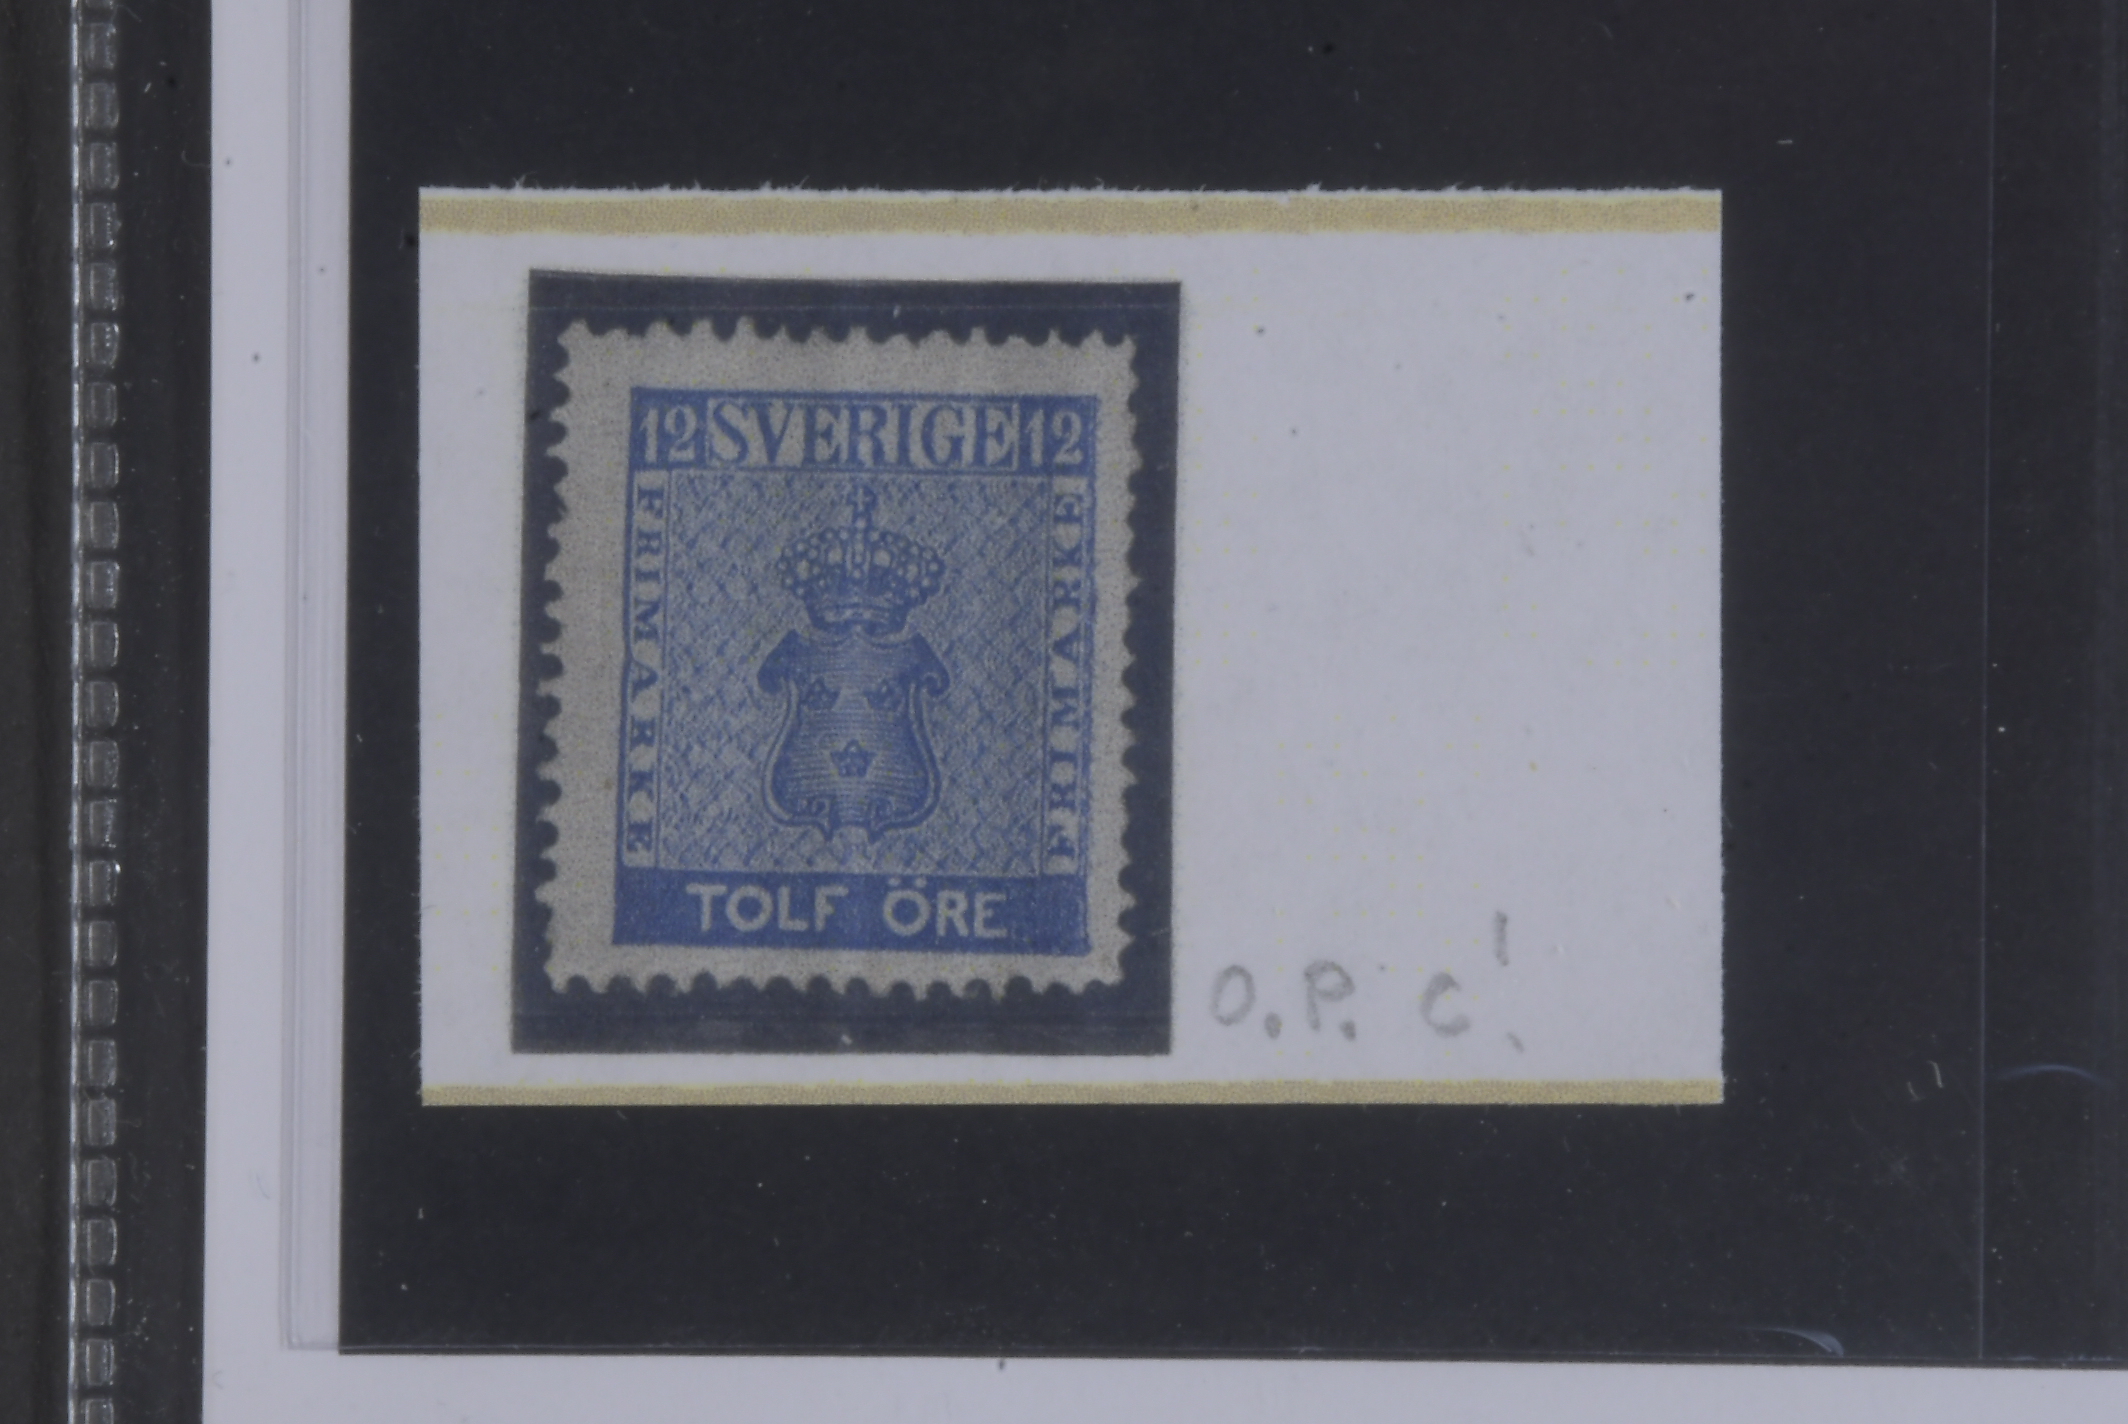 12 SVERIGE 12
FRIMARKE
FRIMARKE
TOLF ÖRE
O.P. C!